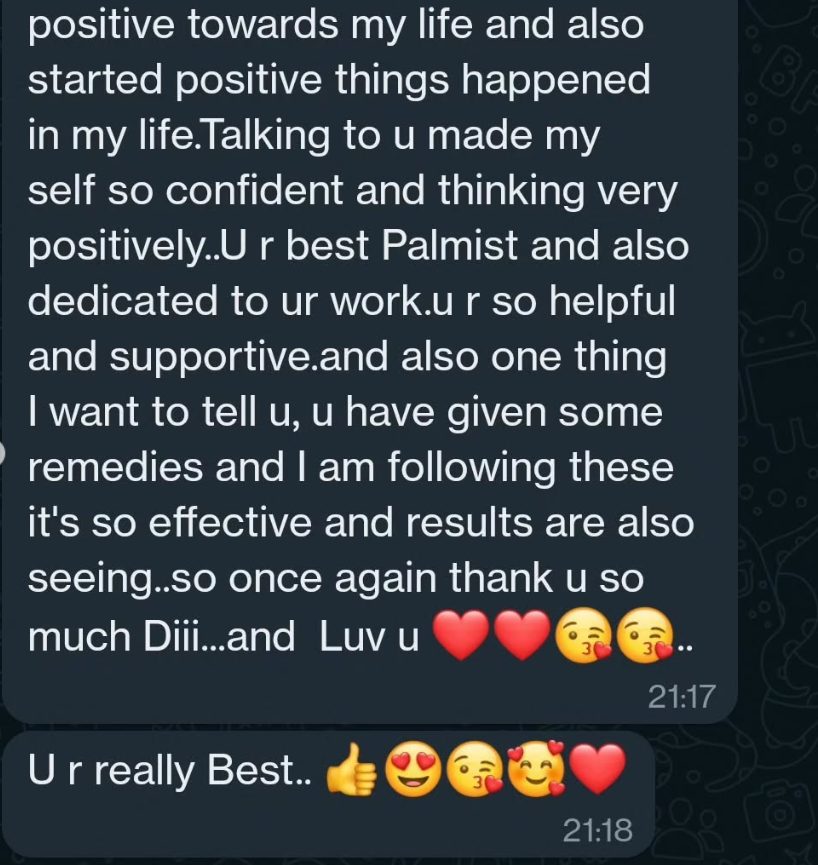 positive towards my life and also
started positive things happened
in my life.Talking to u made my
self so confident and thinking very
positively..U r best Palmist and also
dedicated to ur work.u r so helpful
and supportive.and also one thing
I want to tell u, u have given some
remedies and I am following these
it's so effective and results are also
seeing..so once again thank u so
much Diii...and  Luv u ❤️❤️😘😘..
21:17
U r really Best.. 👍😍😘🥰❤️
21:18